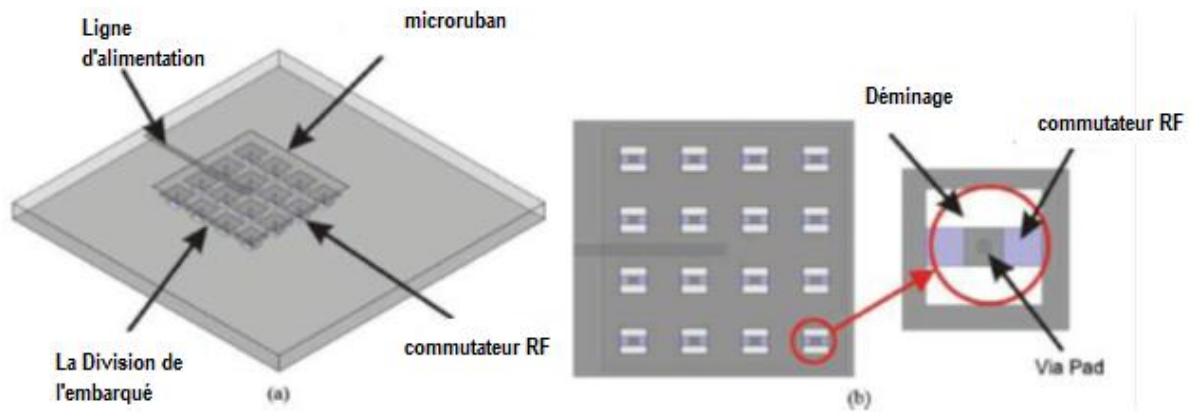 Ligne
d'alimentation
microruban
La Division de
l'embarqué
commutateur RF
(a)
Déminage
commutateur RF
Via Pad
(b)